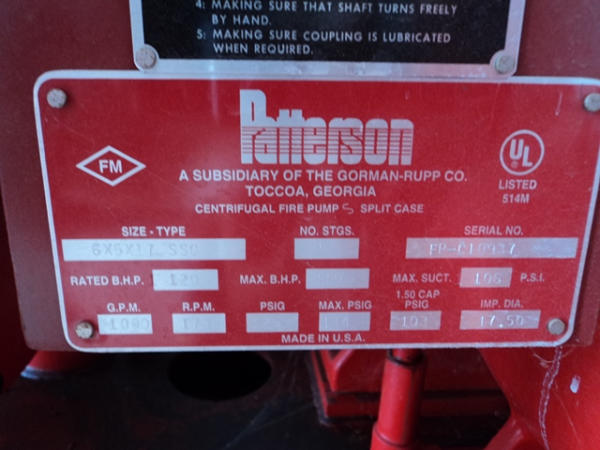 4: MAKING SURE THAT SHAFT TURNS FREELY
BY HAND.
5: MAKING SURE COUPLING IS LUBRICATED
WHEN REQUIRED.
Patterson
FM
UL
A SUBSIDIARY OF THE GORMAN-RUPP CO.
TOCCOA, GEORGIA
LISTED
514M
CENTRIFUGAL FIRE PUMP S SPLIT CASE
SIZE - TYPE NO. STGS. SERIAL NO.
SSC
RATED B.H.P. MAX. B.H.P. MAX. SUCT. 106 P.S.I.
G.P.M. R.P.M. PSIG MAX. PSIG 1.50 CAP PSIG IMP. DIA.
103 17.50
MADE IN U.S.A.